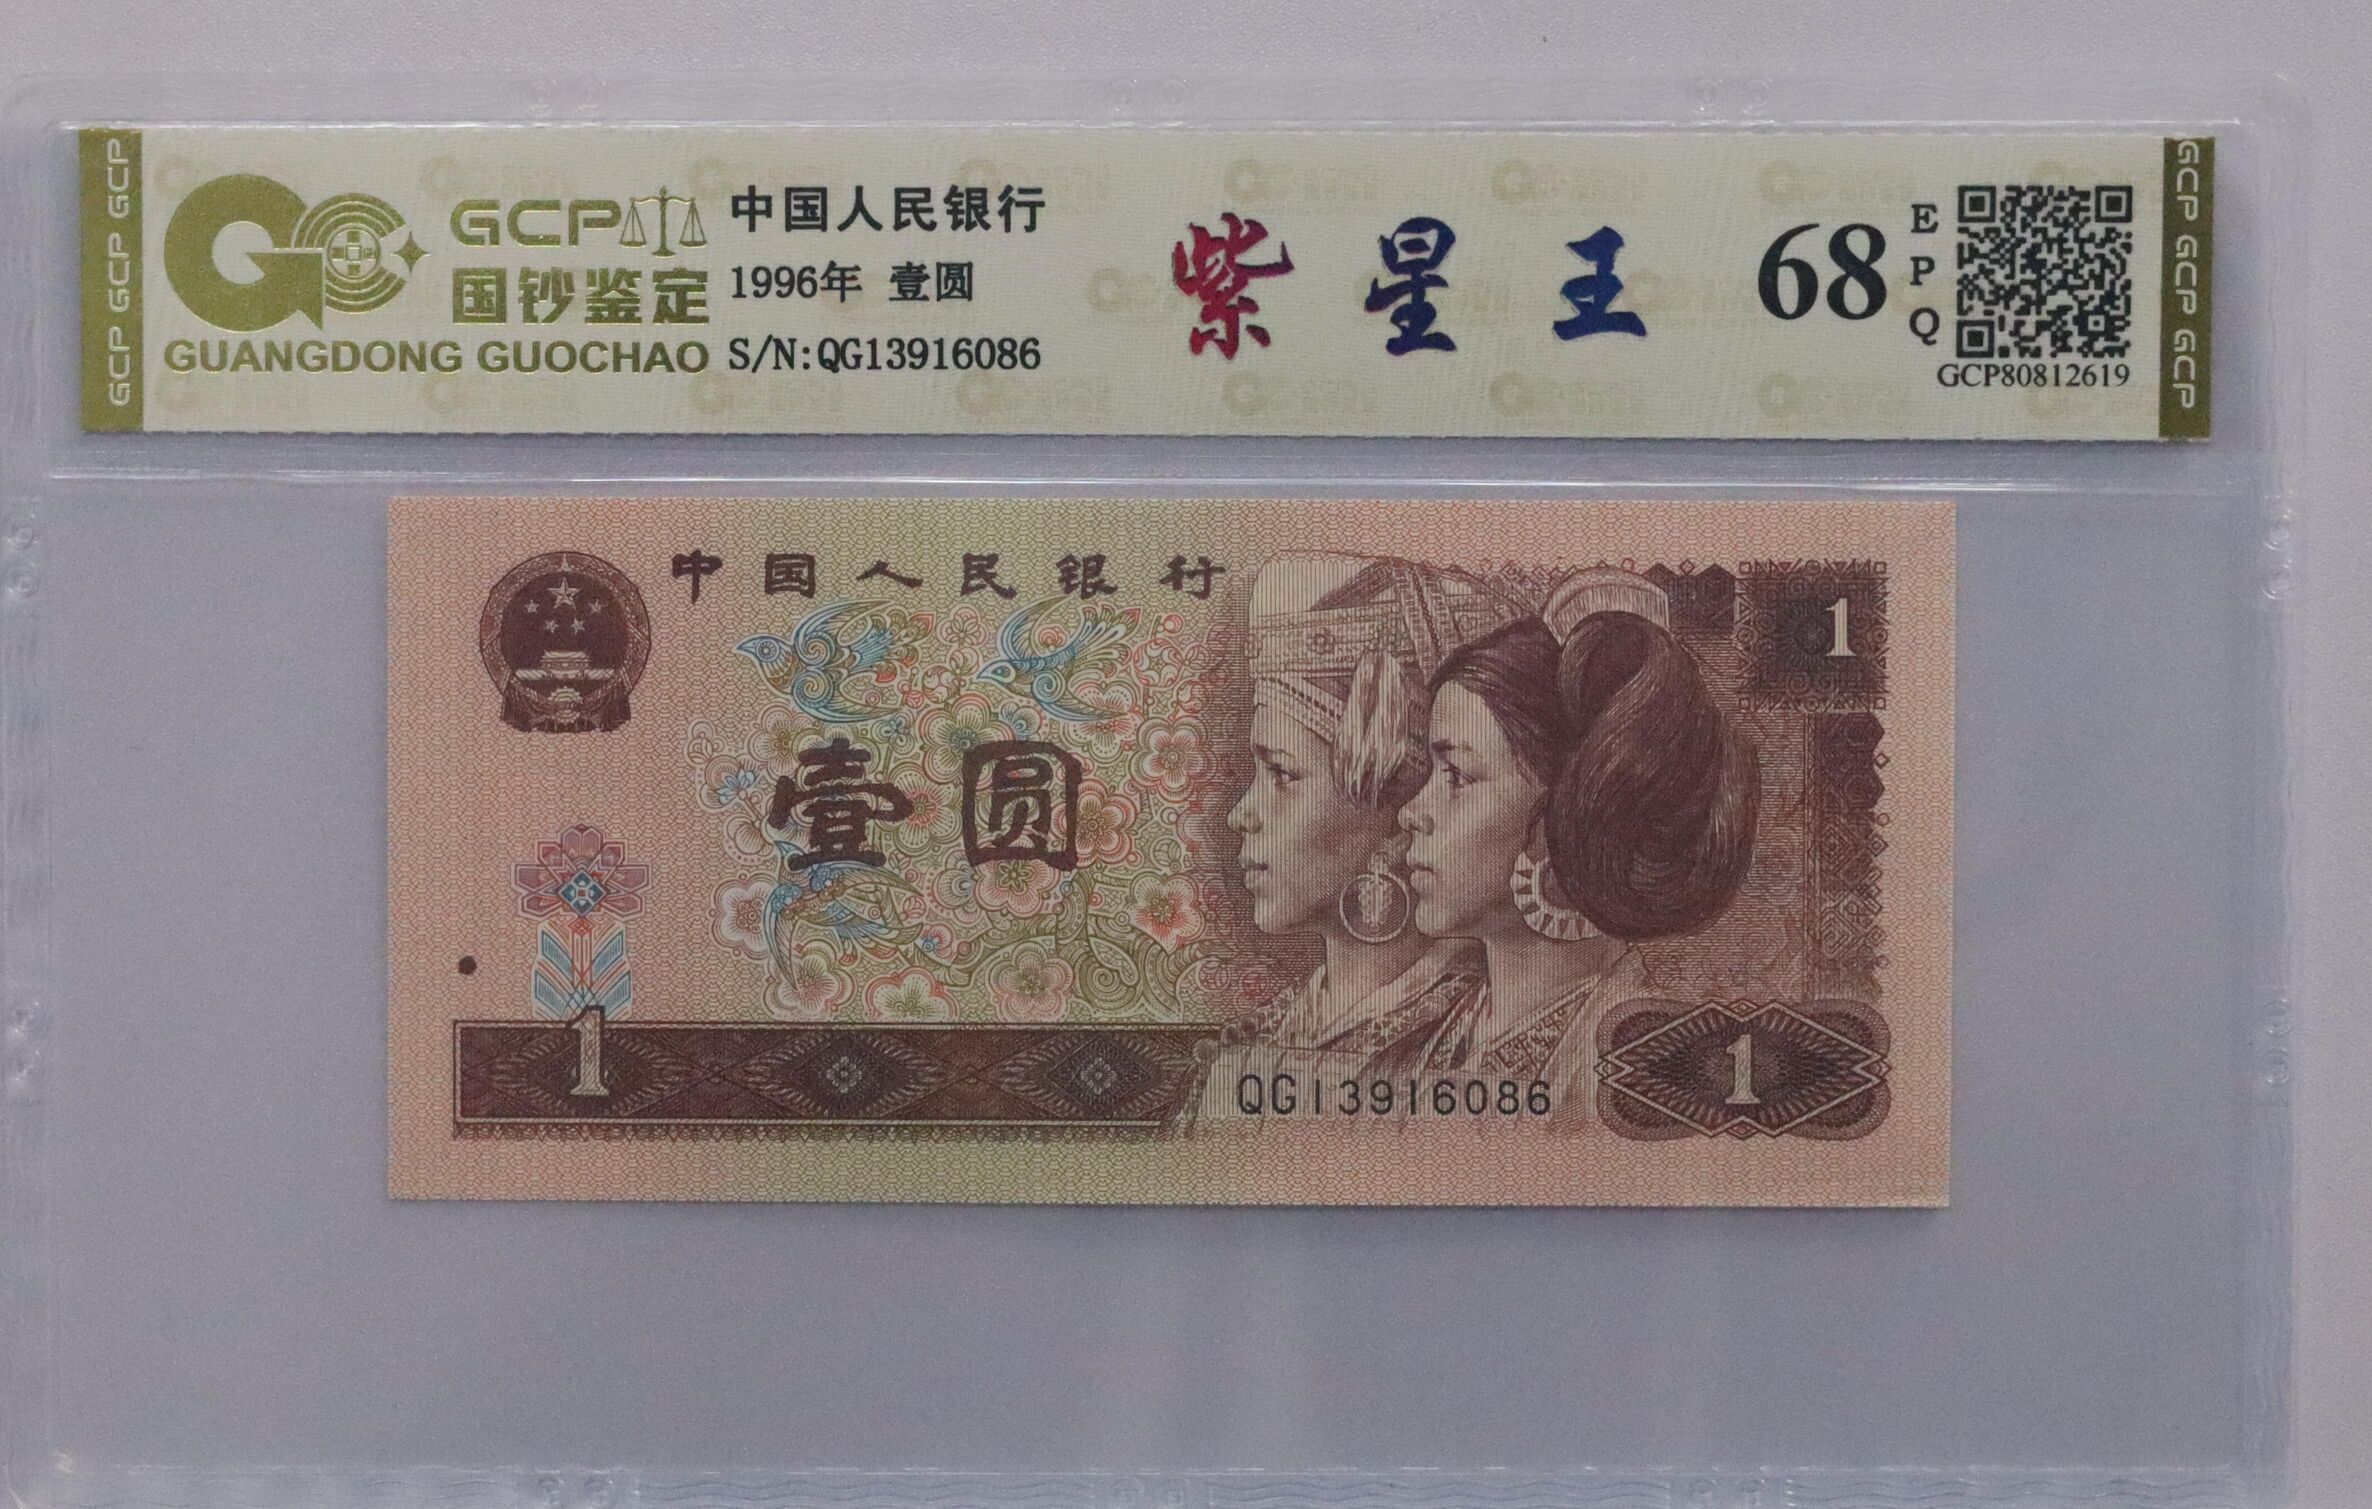 GCP GCP GCP
GCP
国钞鉴定
GUANGDONG GUOCHAO
中国人民银行
1996年 壹圆
S/N:QG13916086
紫星王
68
EPQ
GCP80812619
GCP GCP GCP
中国人民银行
1
壹圆
1
QG13916086
1